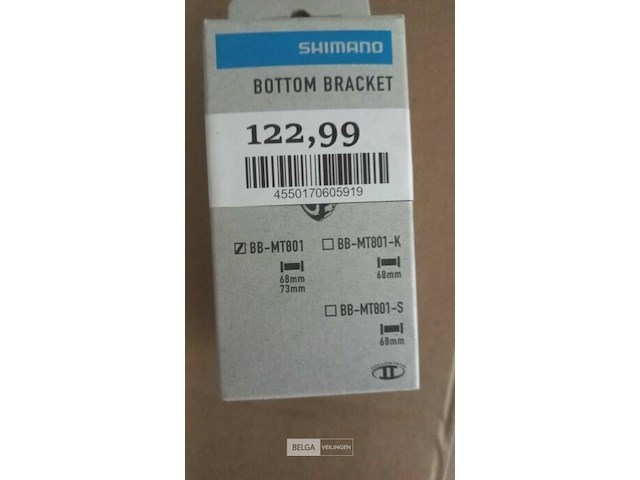 SHIMANO
BOTTOM BRACKET
122,99
4550170605919
BB-MT801
68mm
73mm
BB-MT801-K
68mm
BB-MT801-S
68mm
BELGA VEILINGEN